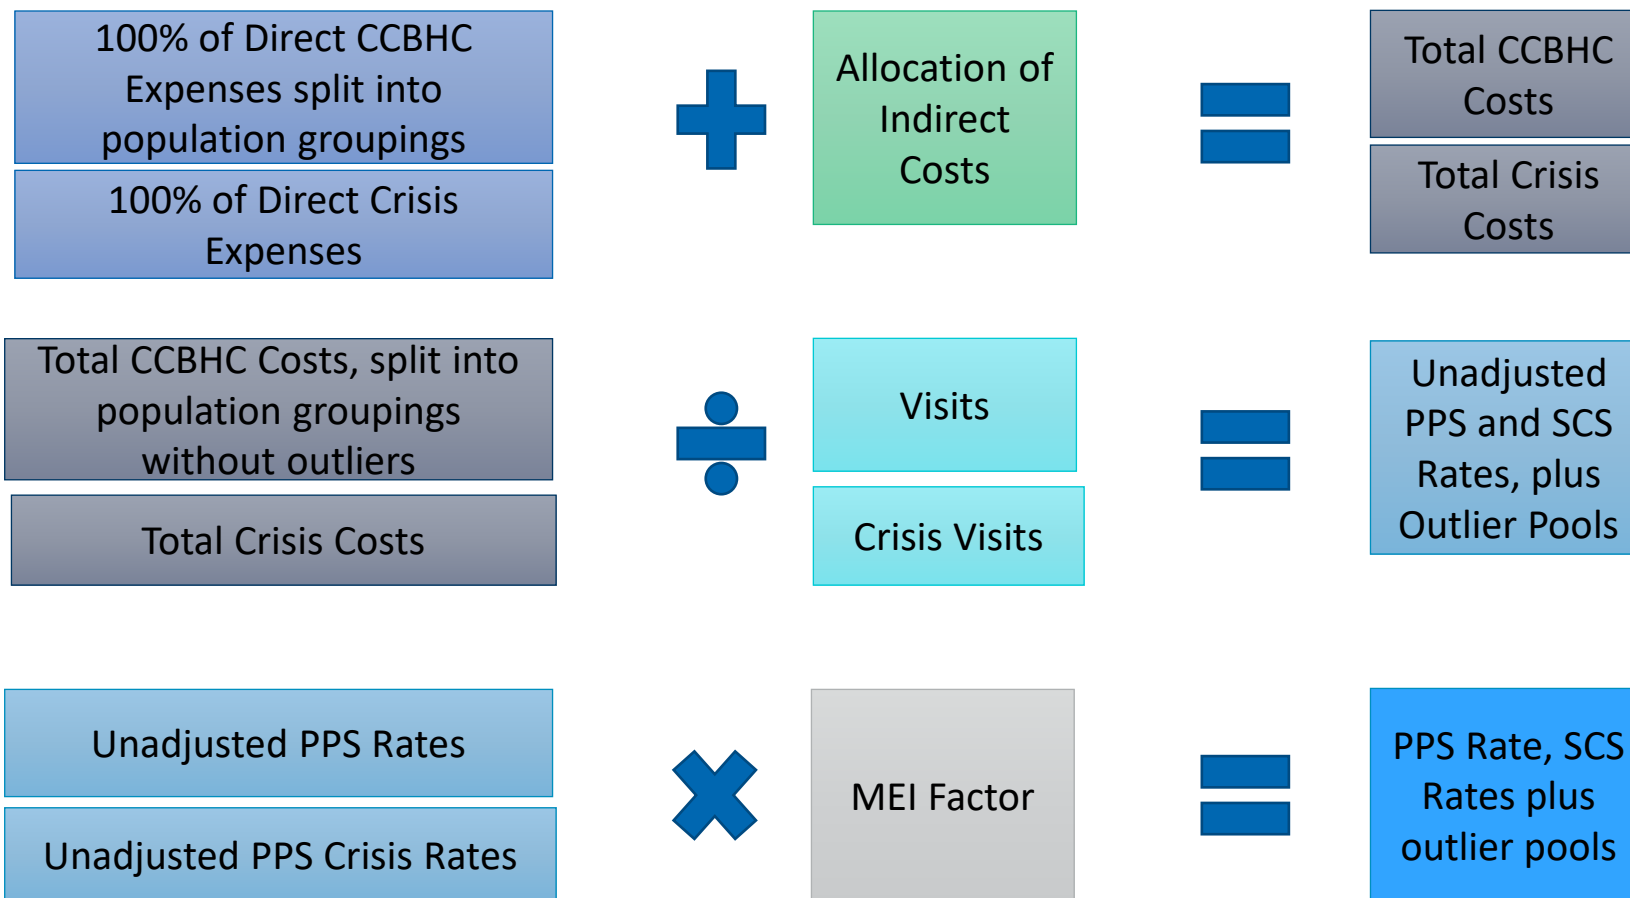 100% of Direct CCBHC
Expenses split into
population groupings
100% of Direct Crisis
Expenses
Allocation of
Indirect
Costs
Total CCBHC
Costs
Total Crisis
Costs
Total CCBHC Costs, split into
population groupings
without outliers
Total Crisis Costs
Visits
Crisis Visits
Unadjusted
PPS and SCS
Rates, plus
Outlier Pools
Unadjusted PPS Rates
Unadjusted PPS Crisis Rates
MEI Factor
PPS Rate, SCS
Rates plus
outlier pools